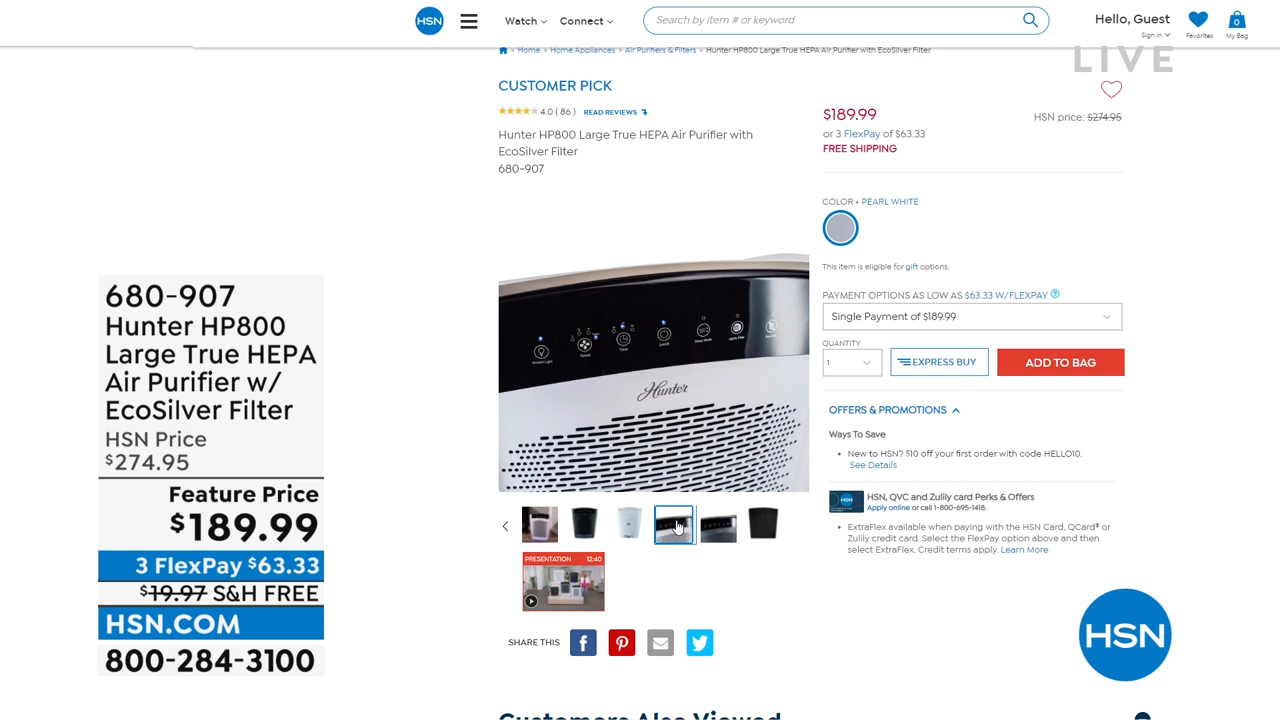 HSN
Watch
Connect
Search by item # or keyword
Hello, Guest
Sign in
Favorites
0
My Bag
LIVE
> Home > Home Appliances > Air Purifiers & Filters > Hunter HP800 Large True HEPA Air Purifier with EcoSilver Filter
CUSTOMER PICK
4.0 ( 86 ) READ REVIEWS
Hunter HP800 Large True HEPA Air Purifier with
EcoSilver Filter
680-907
$189.99
HSN price: $274.95
or 3 FlexPay of $63.33
FREE SHIPPING
COLOR • PEARL WHITE
This item is eligible for gift options.
PAYMENT OPTIONS AS LOW AS $63.33 W/FLEXPAY ?
Single Payment of $189.99
QUANTITY
1
EXPRESS BUY
ADD TO BAG
OFFERS & PROMOTIONS
Ways To Save
• New to HSN? $10 off your first order with code HELLO10.
See Details
HSN
HSN, QVC and Zulily card Perks & Offers
Apply online or call 1-800-695-1418.
• ExtraFlex available when paying with the HSN Card, QCard® or
Zulily credit card. Select the FlexPay option above and then
select ExtraFlex. Credit terms apply. Learn More
Hunter
PRESENTATION 12:40
SHARE THIS
680-907
Hunter HP800
Large True HEPA
Air Purifier w/
EcoSilver Filter
HSN Price
$274.95
Feature Price
$189.99
3 FlexPay $63.33
$19.97 S&H FREE
HSN.COM
800-284-3100
HSN
Customers Also Viewed